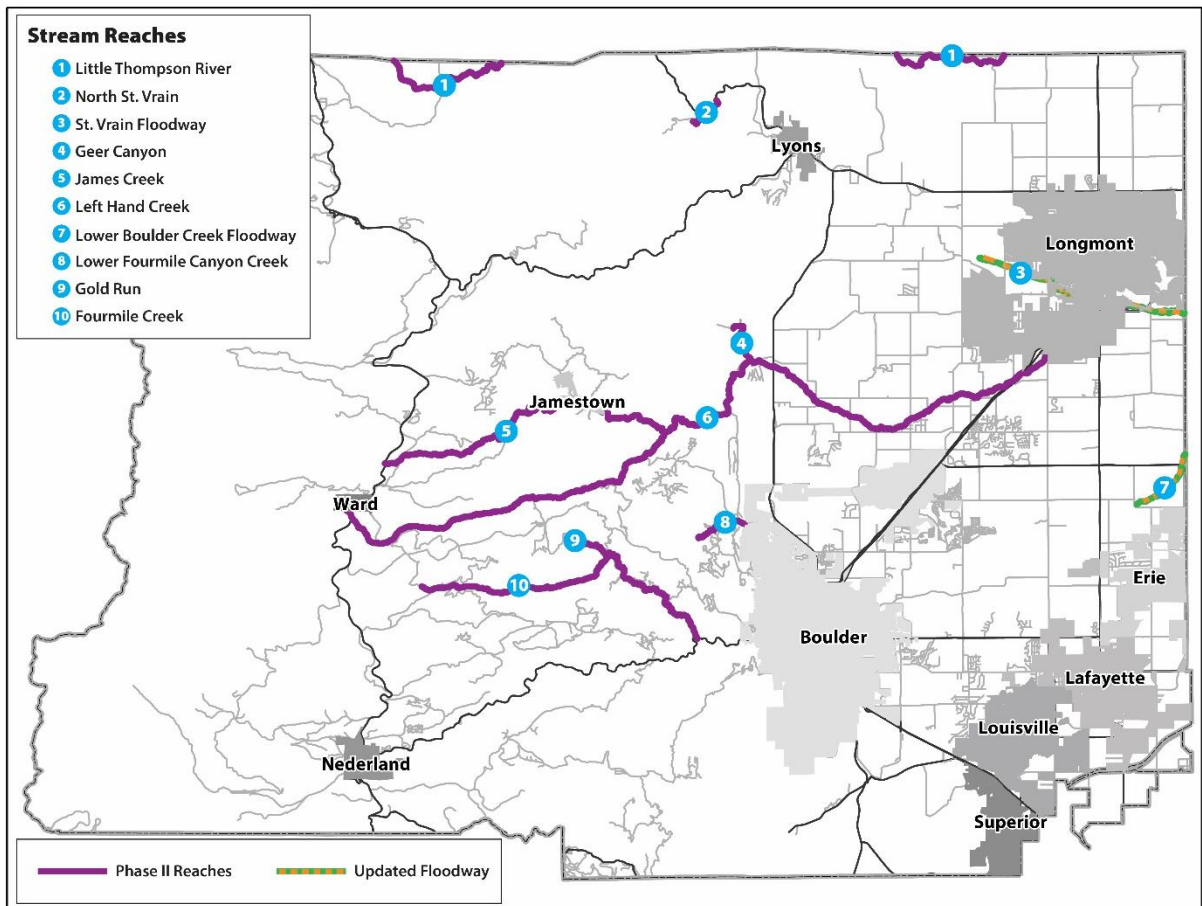 Stream Reaches
1 Little Thompson River
2 North St. Vrain
3 St. Vrain Floodway
4 Geer Canyon
5 James Creek
6 Left Hand Creek
7 Lower Boulder Creek Floodway
8 Lower Fourmile Canyon Creek
9 Gold Run
10 Fourmile Creek
1
1
2
Lyons
Longmont
3
4
Jamestown
6
5
7
Ward
8
9
10
Erie
Boulder
Lafayette
Louisville
Nederland
Superior
Phase II Reaches
Updated Floodway